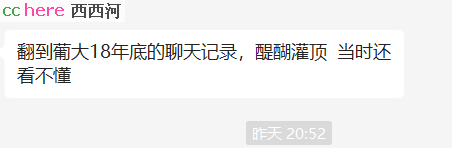 cc here 西西河
翻到葡大18年底的聊天记录，醍醐灌顶 当时还
看不懂
昨天 20:52